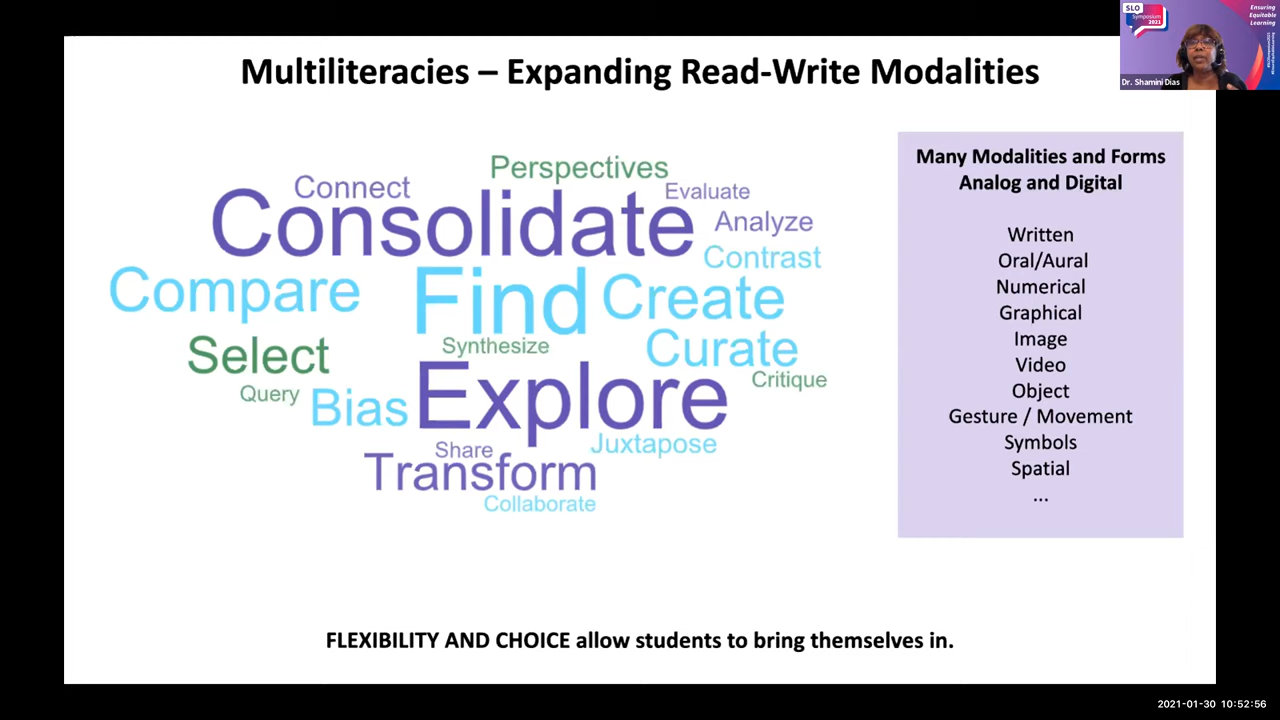 Multiliteracies – Expanding Read-Write Modalities
SLO
Symposium
2021
Ensuring
Equitable
Learning
Dr. Shamini Dias
Perspectives
Connect
Evaluate
Consolidate
Analyze
Contrast
Compare
Find
Create
Select
Synthesize
Curate
Query
Bias
Explore
Critique
Share
Juxtapose
Transform
Collaborate
Many Modalities and Forms
Analog and Digital
Written
Oral/Aural
Numerical
Graphical
Image
Video
Object
Gesture / Movement
Symbols
Spatial
...
FLEXIBILITY AND CHOICE allow students to bring themselves in.
2021-01-30 10:52:56